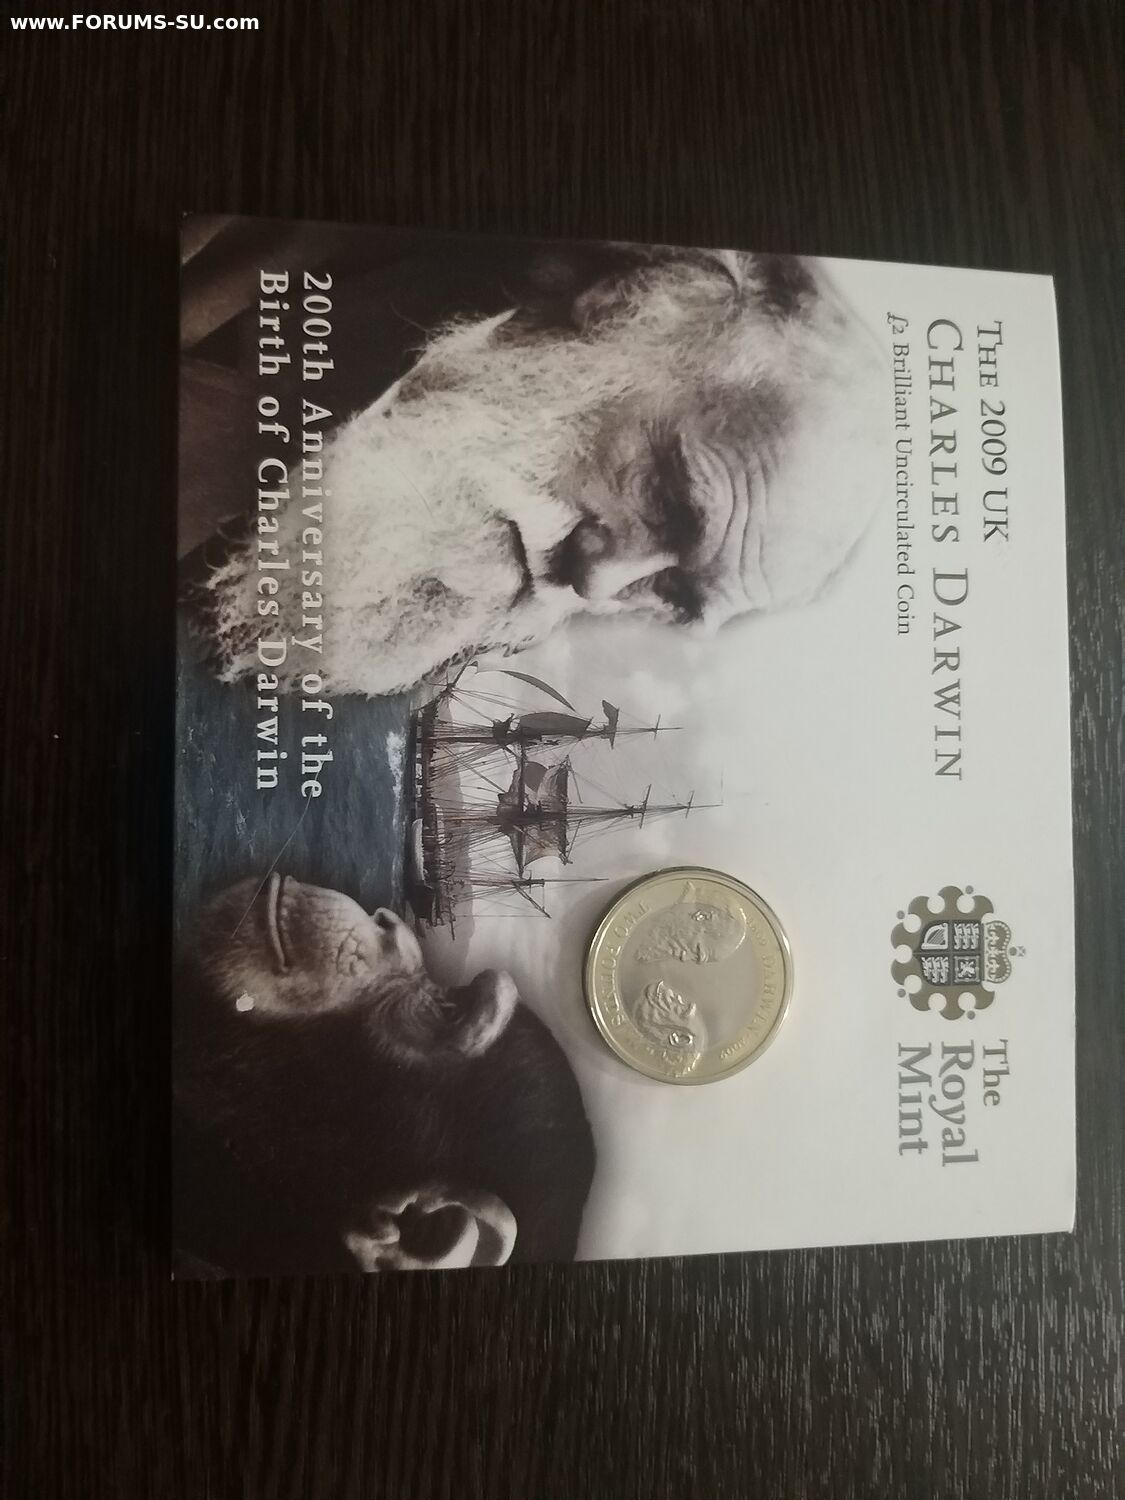 www.FORUMS-SU.com
THE 2009 UK
CHARLES DARWIN
£2 Brilliant Uncirculated Coin
The
Royal
Mint
1809 DARWIN 2009
TWO POUNDS
200th Anniversary of the
Birth of Charles Darwin